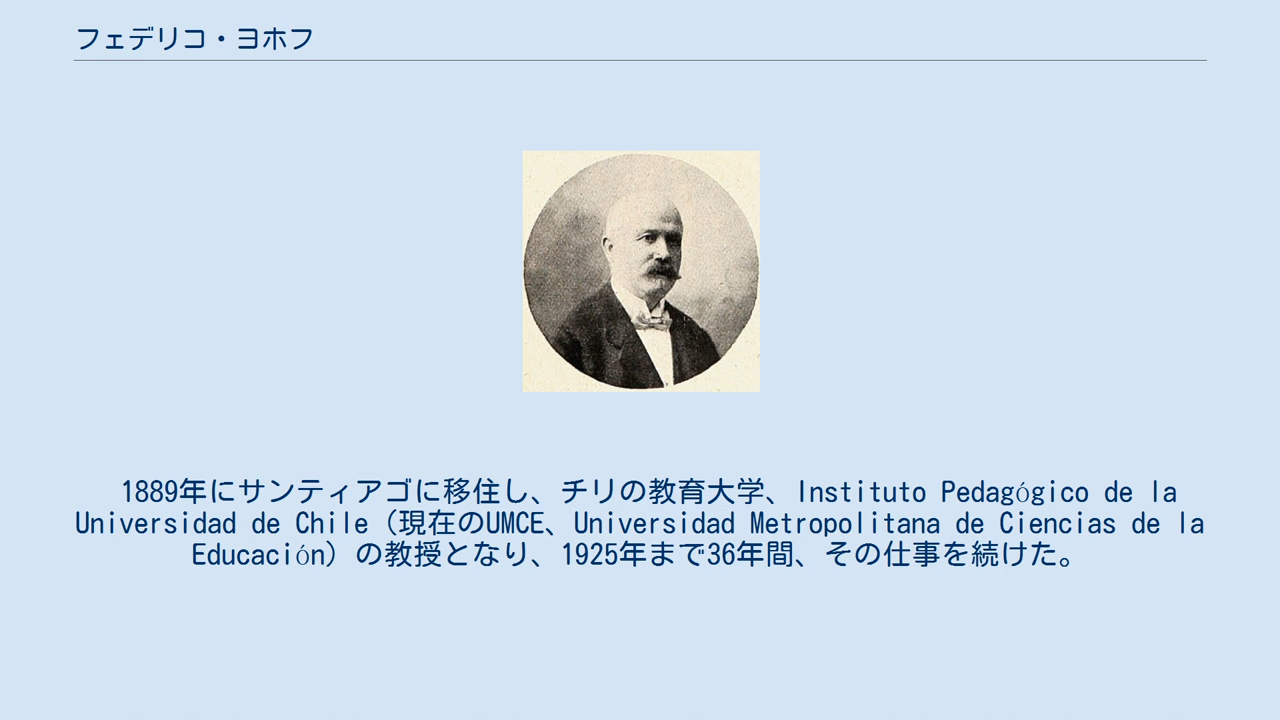 フェデリコ・ヨホフ
1889年にサンティアゴに移住し、チリの教育大学、Instituto Pedagógico de la
Universidad de Chile（現在のUMCE、Universidad Metropolitana de Ciencias de la
Educación）の教授となり、1925年まで36年間、その仕事を続けた。